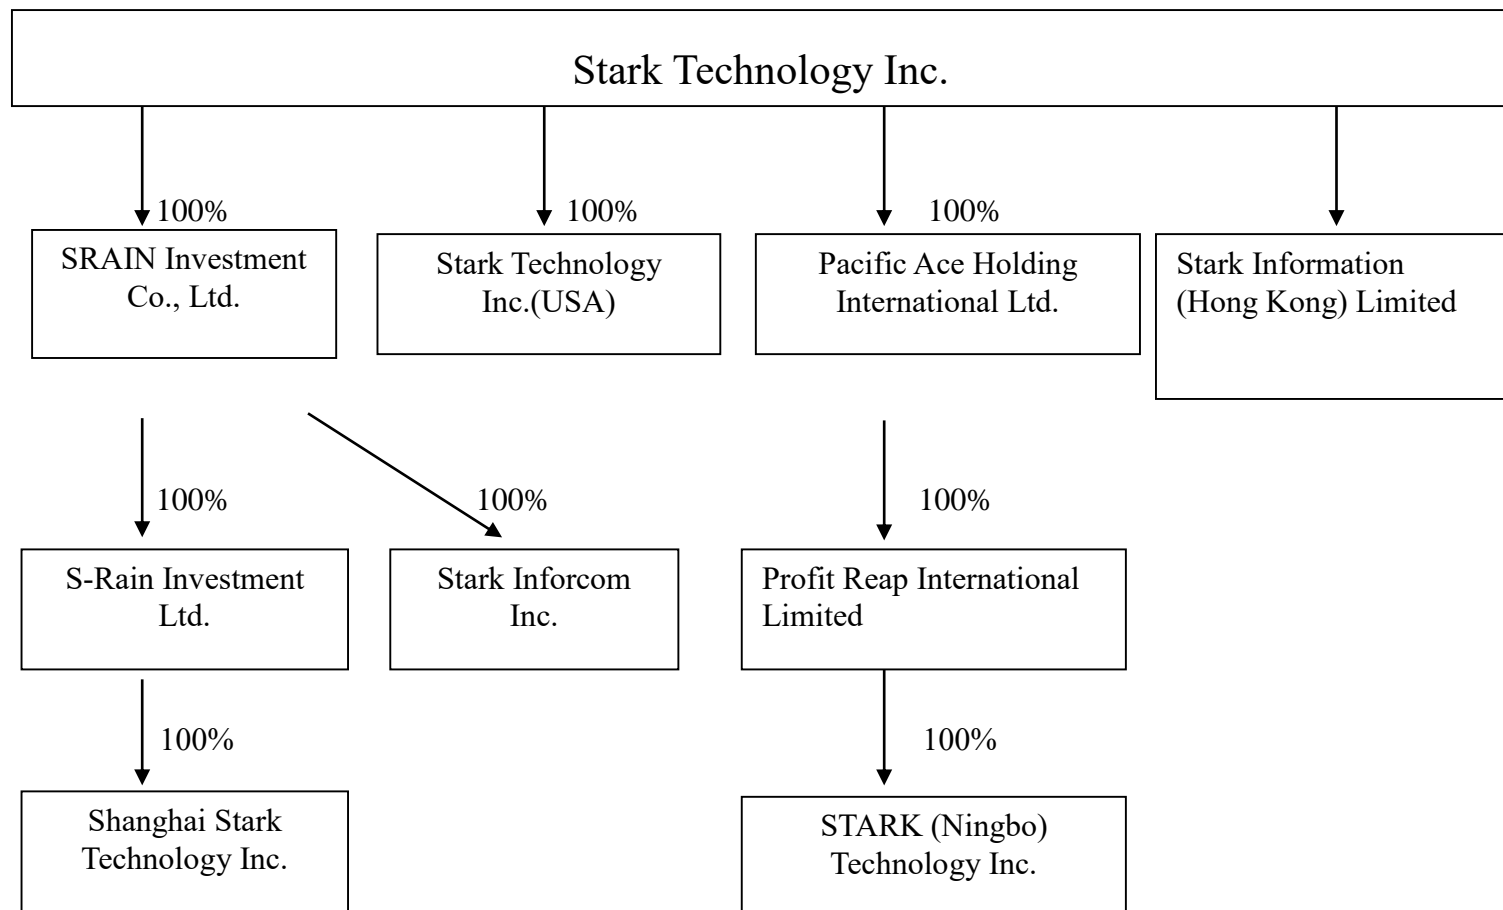 Stark Technology Inc.
100%
100%
100%
SRAIN Investment
Co., Ltd.
Stark Technology
Inc.(USA)
Pacific Ace Holding
International Ltd.
Stark Information
(Hong Kong) Limited
100%
100%
100%
S-Rain Investment
Ltd.
Stark Inforcom
Inc.
Profit Reap International
Limited
100%
100%
Shanghai Stark
Technology Inc.
STARK (Ningbo)
Technology Inc.